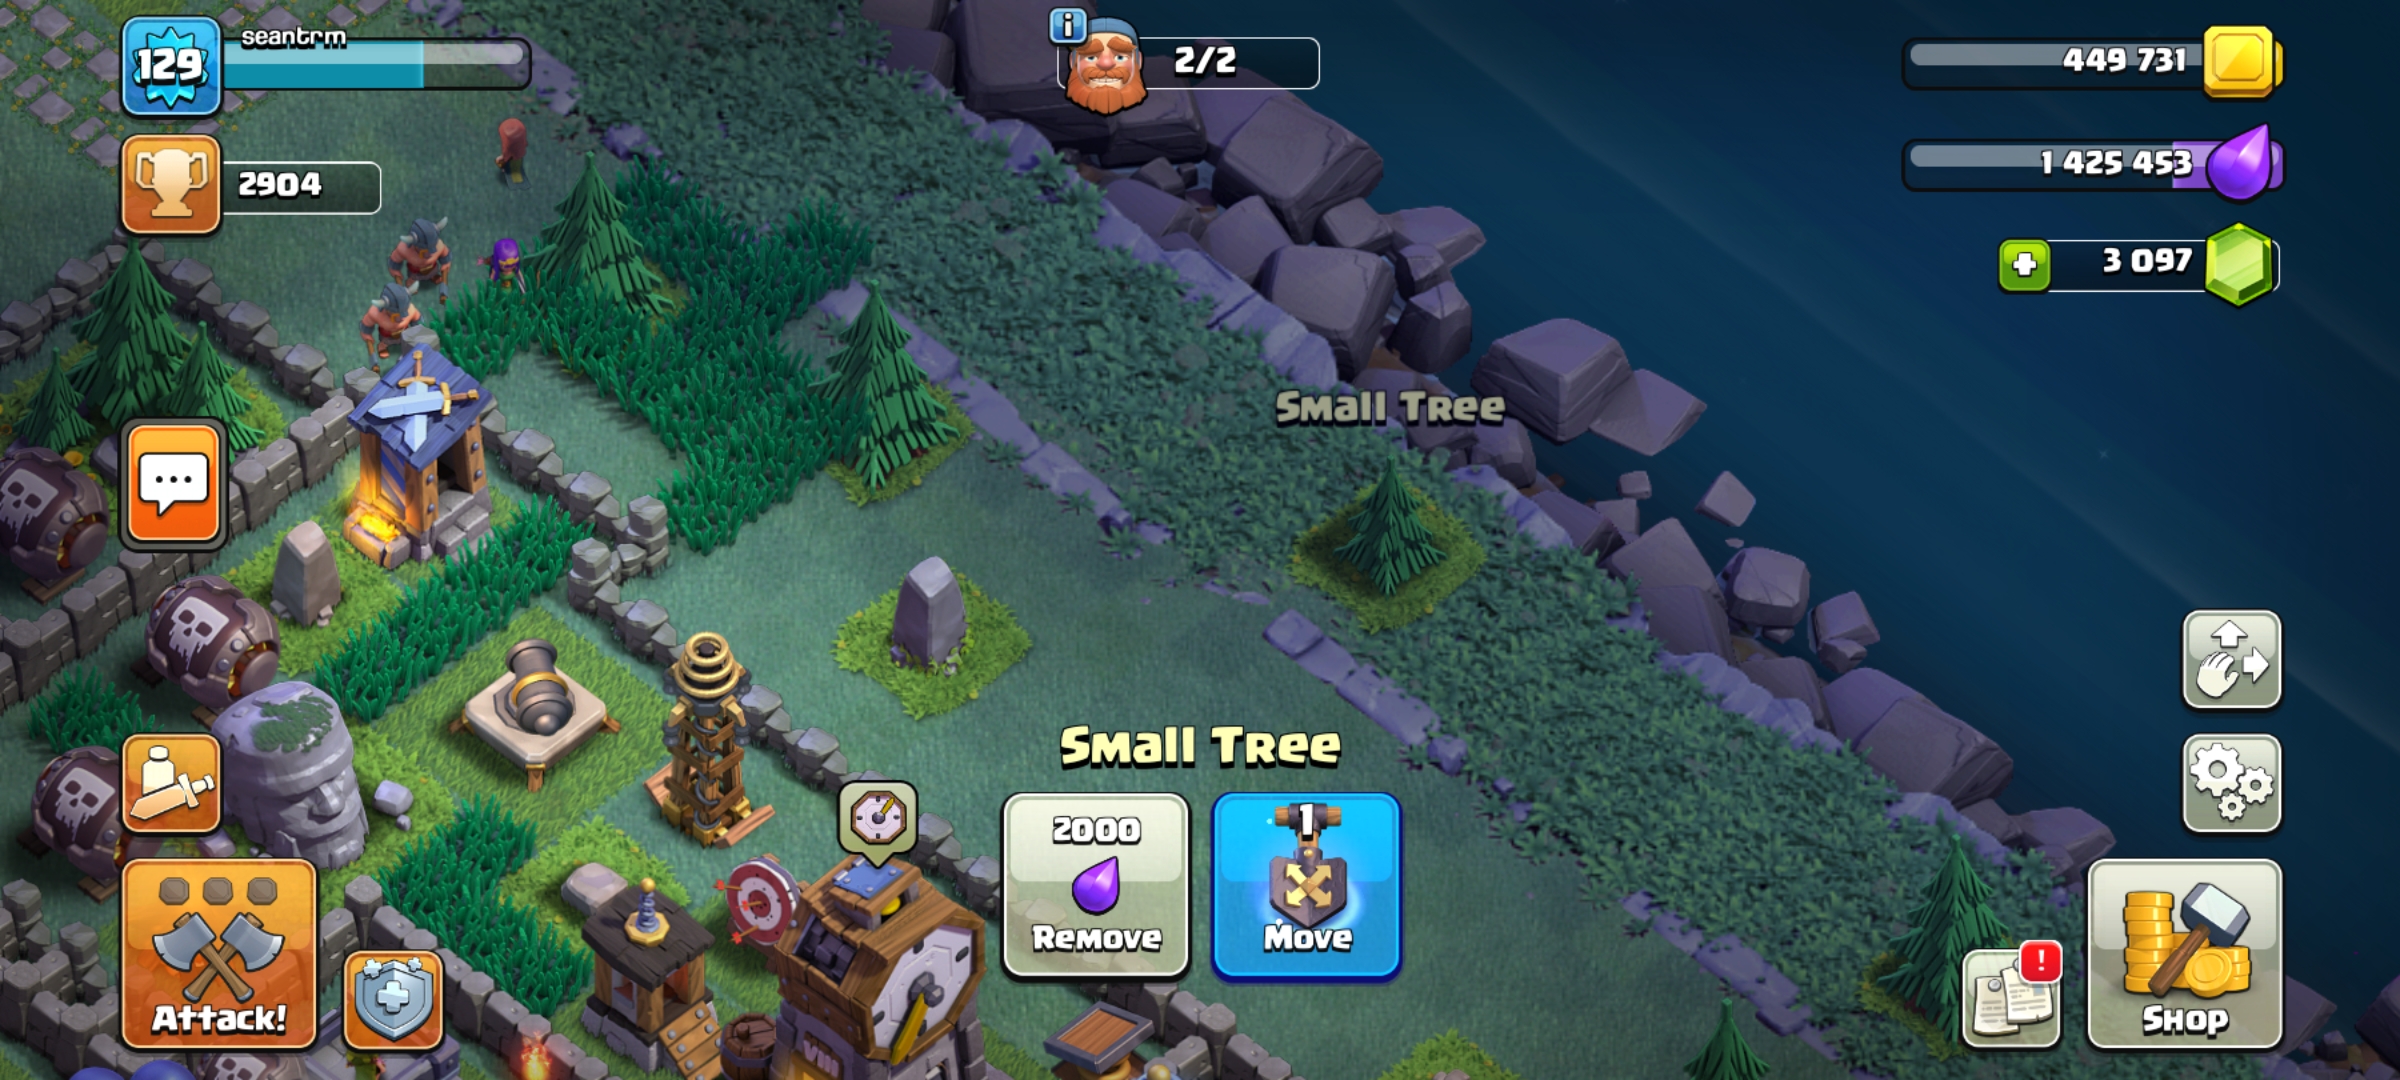 129
seantrm
2/2
449 731
2904
1 425 453
3 097
Small Tree
Small Tree
2000
1
Remove
Move
Attack!
!
Shop
VIII